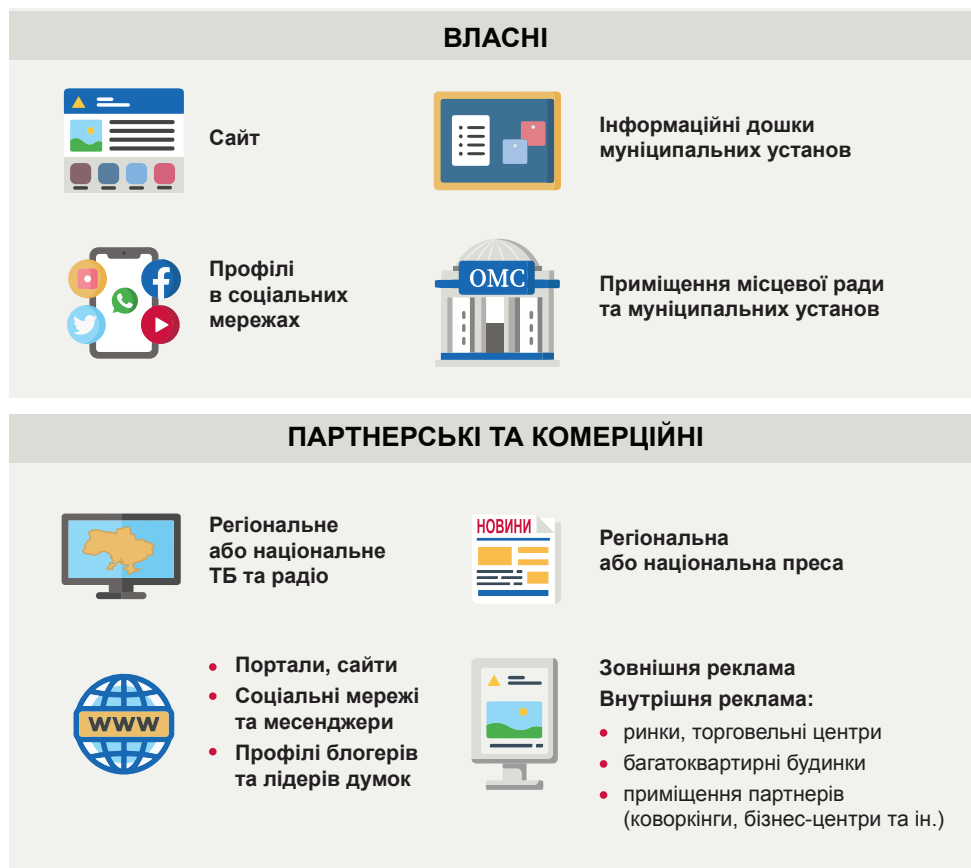 ВЛАСНІ
Сайт
Інформаційні дошки
муніципальних установ
Профілі
в соціальних
мережах
ОМС
Приміщення місцевої ради
та муніципальних установ
ПАРТНЕРСЬКІ ТА КОМЕРЦІЙНІ
Регіональне
або національне
ТБ та радіо
НОВИНИ
Регіональна
або національна преса
www
• Портали, сайти
• Соціальні мережі
та месенджери
• Профілі блогерів
та лідерів думок
Зовнішня реклама
Внутрішня реклама:
• ринки, торговельні центри
• багатоквартирні будинки
• приміщення партнерів
(коворкінги, бізнес-центри та ін.)